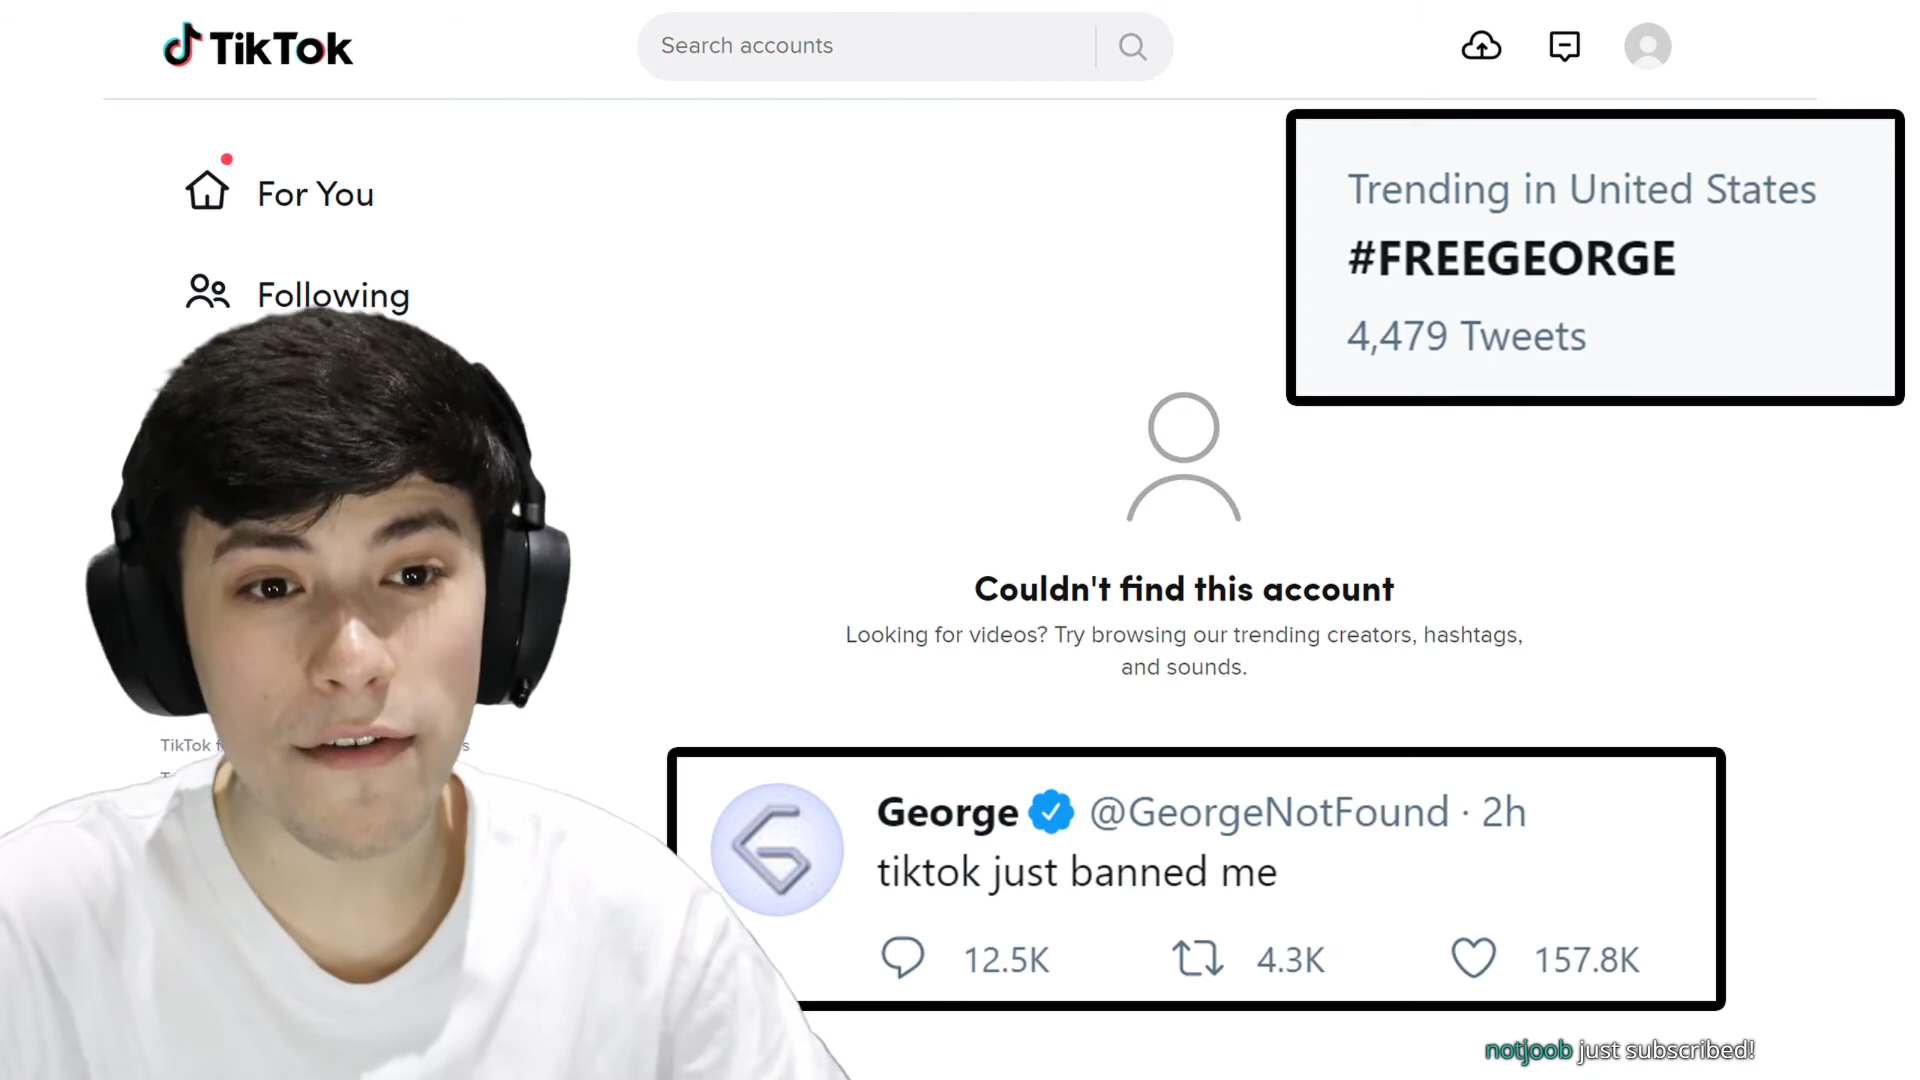 TikTok
Search accounts
For You
Following
Trending in United States
#FREEGEORGE
4,479 Tweets
Couldn't find this account
Looking for videos? Try browsing our trending creators, hashtags,
and sounds.
TikTok
George @GeorgeNotFound · 2h
tiktok just banned me
12.5K 4.3K 157.8K
notjoob just subscribed!